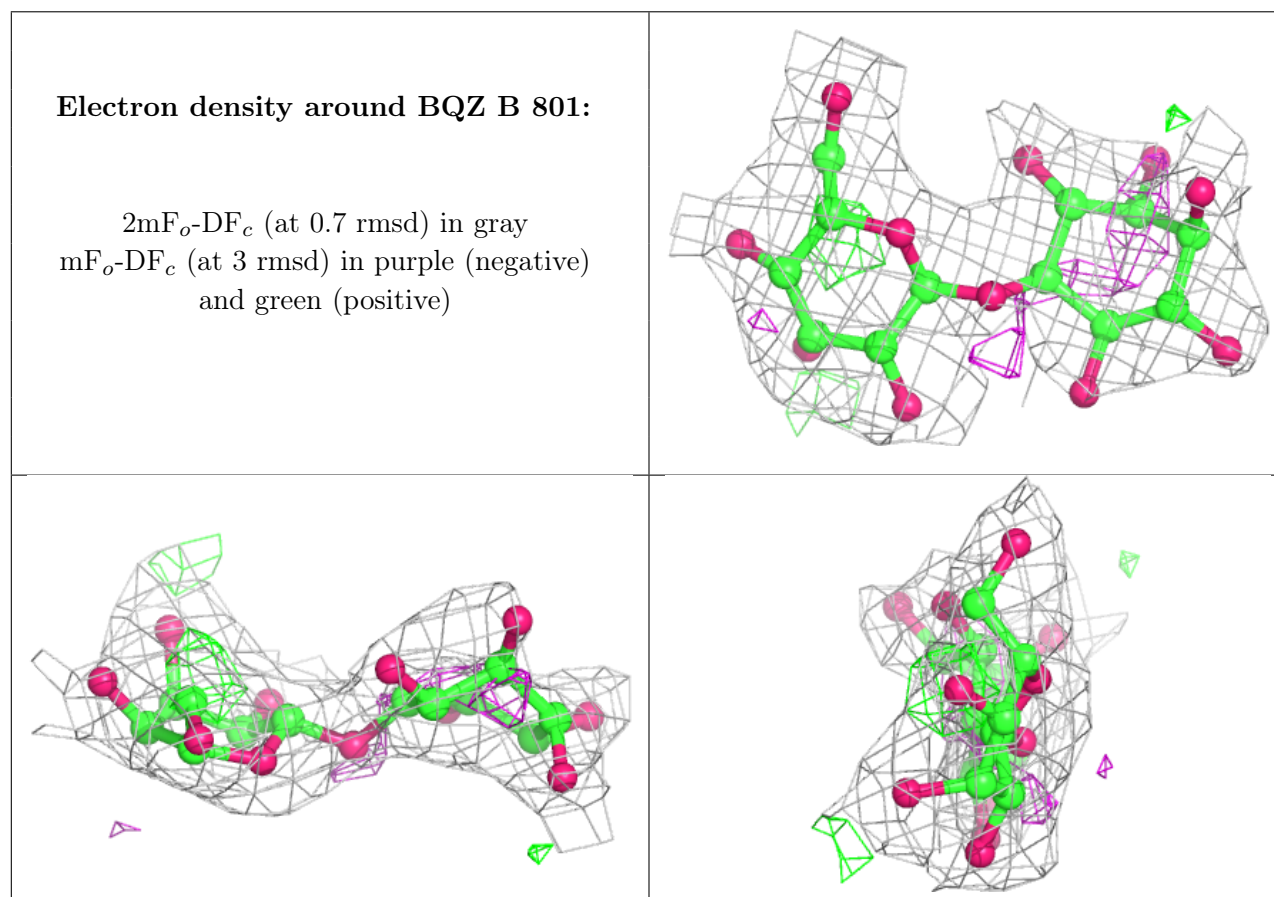 Electron density around BQZ B 801:
2mFo-DFc (at 0.7 rmsd) in gray
mFo-DFc (at 3 rmsd) in purple (negative)
and green (positive)